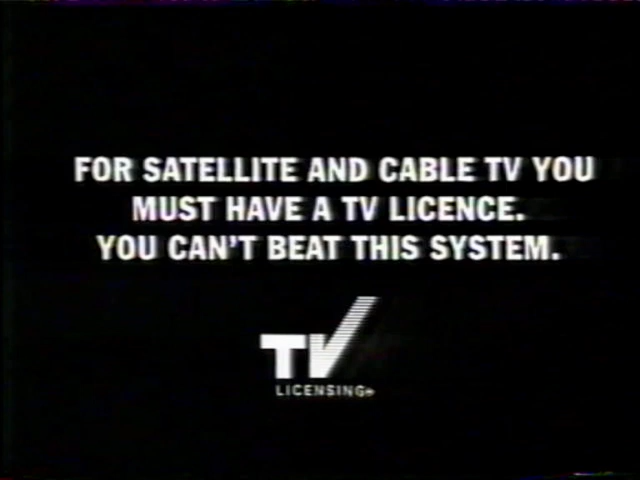 FOR SATELLITE AND CABLE TV YOU
MUST HAVE A TV LICENCE.
YOU CAN'T BEAT THIS SYSTEM.
TV
LICENSING